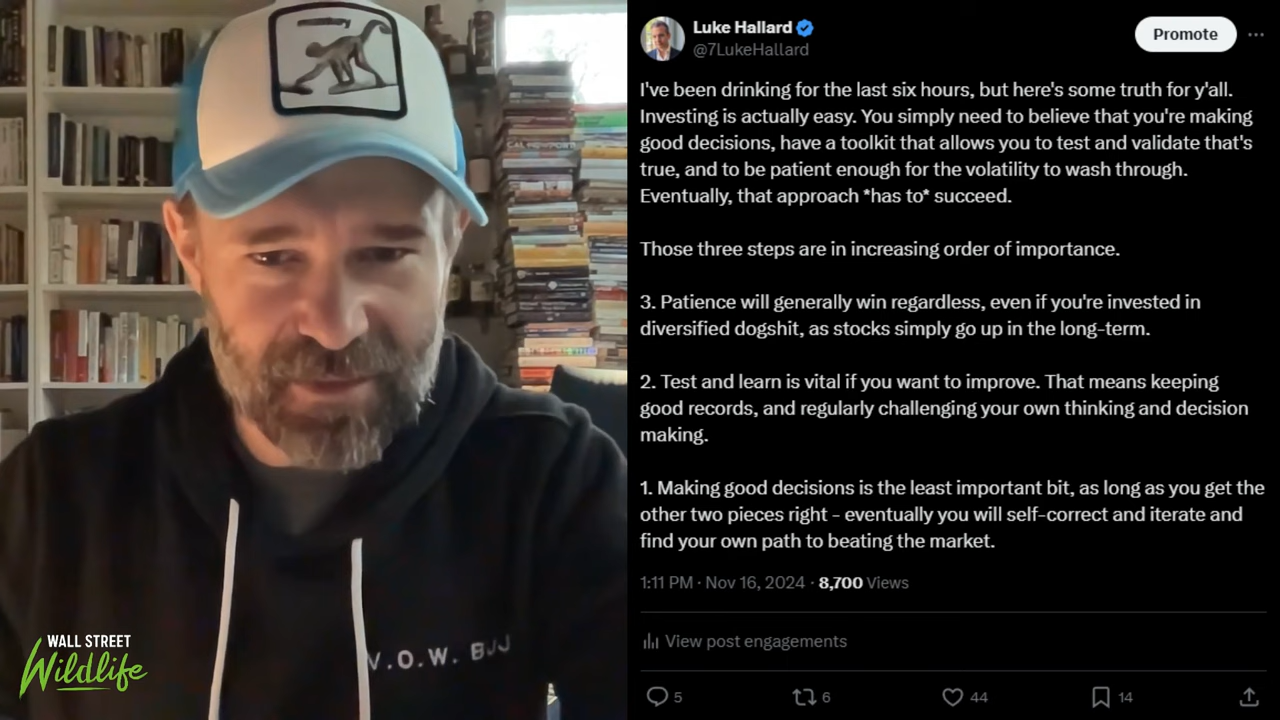 CAL NEWPORT
V.O.W. BJJ
WALL STREET
Wildlife
Luke Hallard
@7LukeHallard
Promote
I've been drinking for the last six hours, but here's some truth for y'all.
Investing is actually easy. You simply need to believe that you're making
good decisions, have a toolkit that allows you to test and validate that's
true, and to be patient enough for the volatility to wash through.
Eventually, that approach *has to* succeed.
Those three steps are in increasing order of importance.
3. Patience will generally win regardless, even if you're invested in
diversified dogshit, as stocks simply go up in the long-term.
2. Test and learn is vital if you want to improve. That means keeping
good records, and regularly challenging your own thinking and decision
making.
1. Making good decisions is the least important bit, as long as you get the
other two pieces right - eventually you will self-correct and iterate and
find your own path to beating the market.
1:11 PM · Nov 16, 2024 · 8,700 Views
View post engagements
5 6 44 14